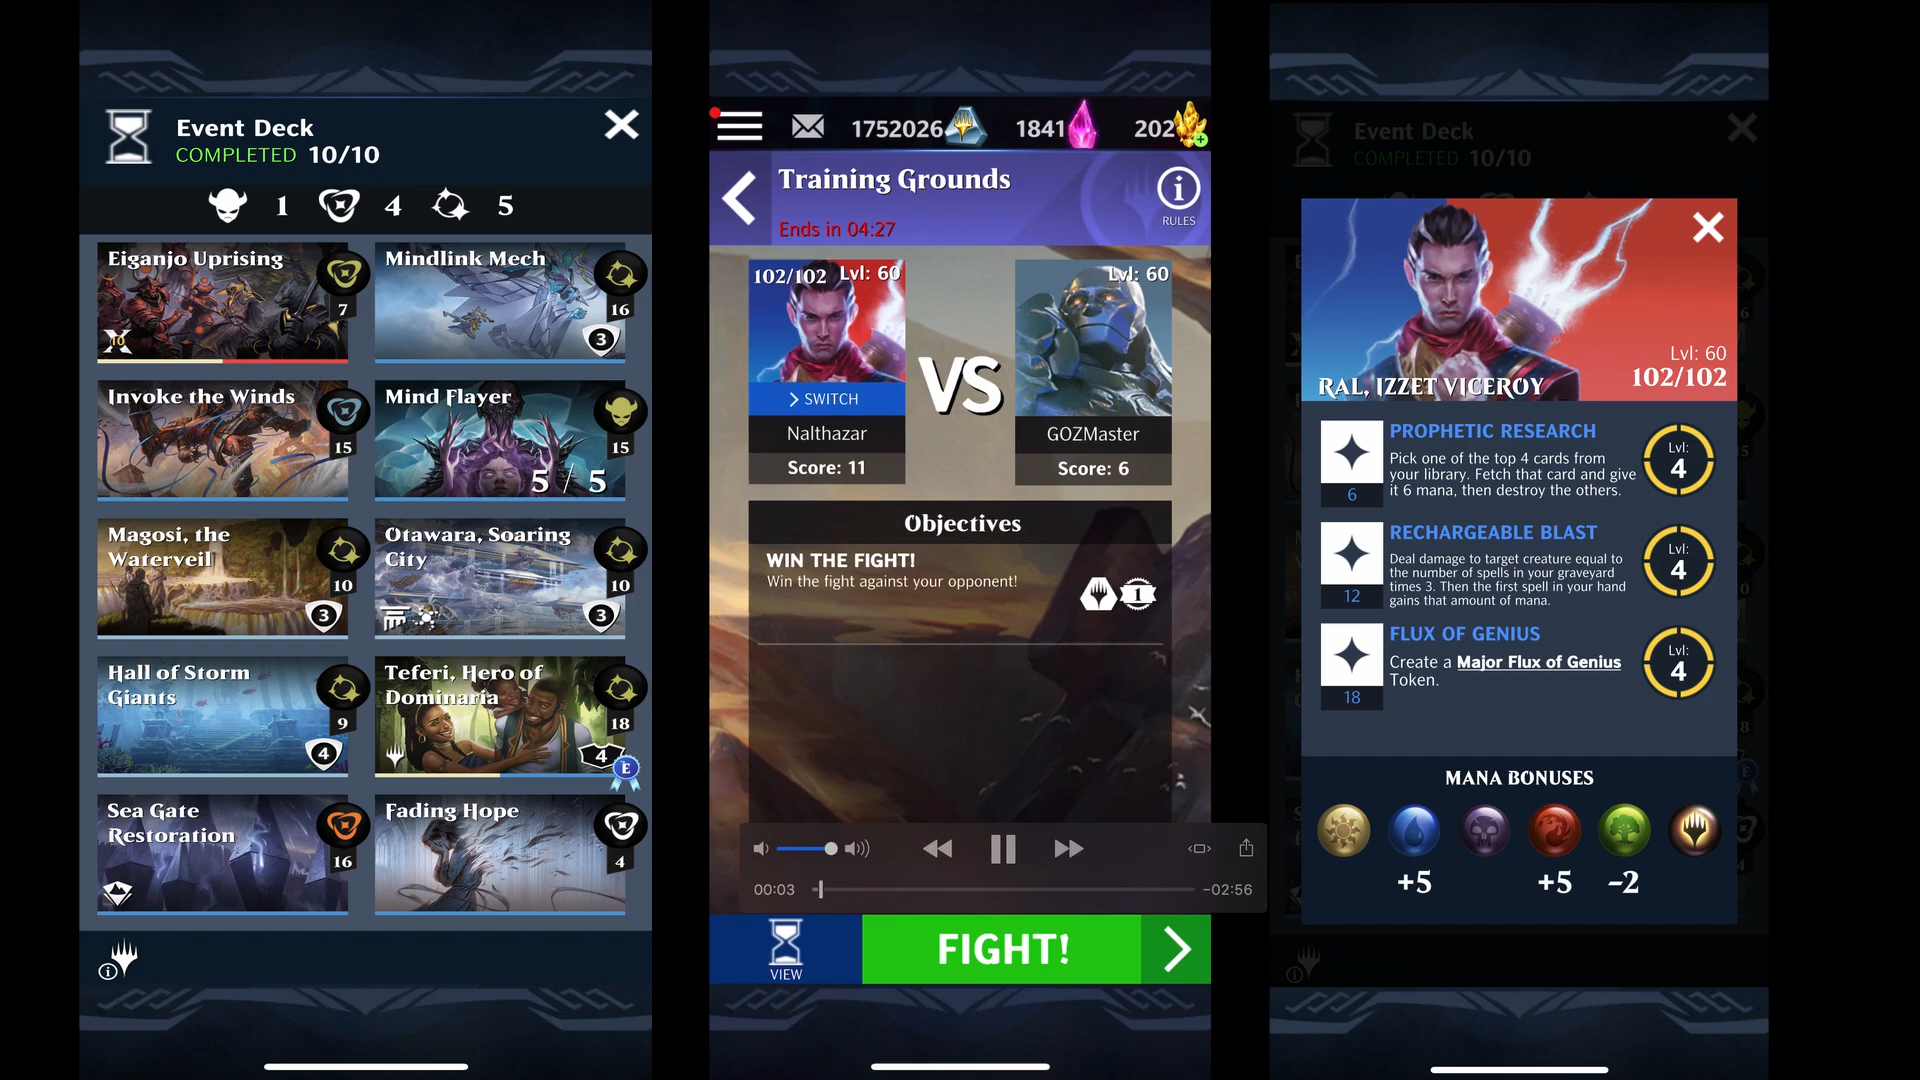 Event Deck
COMPLETED 10/10
1 4 5
Eiganjo Uprising
7
10
X
Mindlink Mech
16
3
Invoke the Winds
15
Mind Flayer
15
5 / 5
Magosi, the
Waterveil
10
3
Otawara, Soaring
City
10
3
Hall of Storm
Giants
9
4
Teferi, Hero of
Dominaria
18
4
E
Sea Gate
Restoration
16
Fading Hope
4
1752026 1841 202
Training Grounds
Ends in 04:27
RULES
102/102 Lvl: 60
Lvl: 60
VS
SWITCH
Nalthazar
Score: 11
GOZMaster
Score: 6
Objectives
WIN THE FIGHT!
Win the fight against your opponent!
1
00:03
-02:56
VIEW
FIGHT!
Event Deck
COMPLETED 10/10
Lvl: 60
102/102
RAL, IZZET VICEROY
PROPHETIC RESEARCH
Pick one of the top 4 cards from
your library. Fetch that card and give
it 6 mana, then destroy the others.
6
Lvl:
4
RECHARGEABLE BLAST
Deal damage to target creature equal to
the number of spells in your graveyard
times 3. Then the first spell in your hand
gains that amount of mana.
12
Lvl:
4
FLUX OF GENIUS
Create a Major Flux of Genius
Token.
18
Lvl:
4
MANA BONUSES
+5 +5 -2